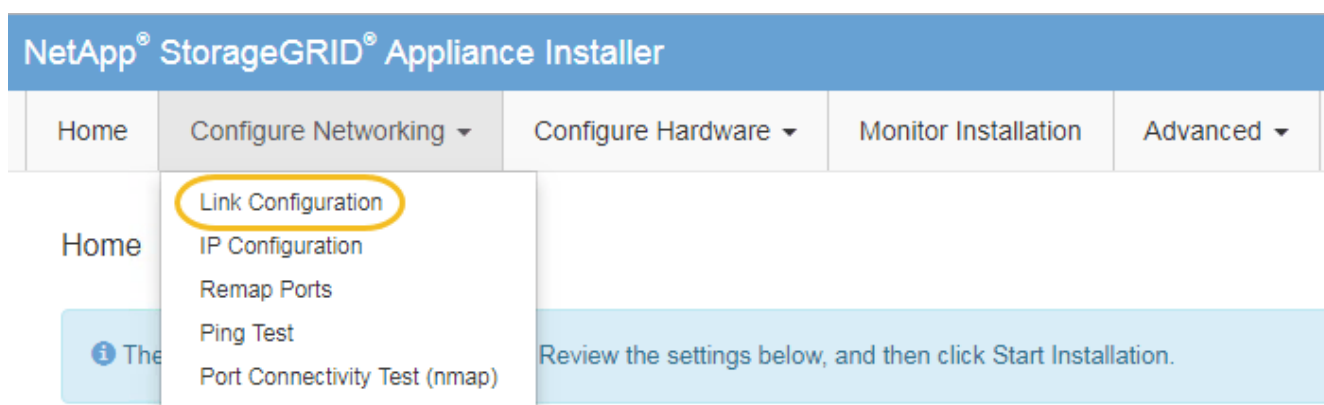 NetApp® StorageGRID® Appliance Installer
Home Configure Networking Configure Hardware Monitor Installation Advanced
Link Configuration
IP Configuration
Remap Ports
Ping Test
Port Connectivity Test (nmap)
Home
The Review the settings below, and then click Start Installation.